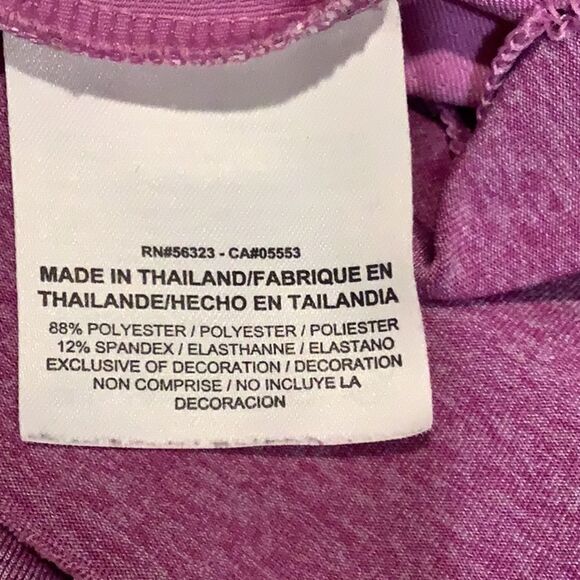 RN#56323 - CA#05553
MADE IN THAILAND/FABRIQUE EN
THAILANDE/HECHO EN TAILANDIA
88% POLYESTER / POLYESTER / POLIESTER
12% SPANDEX / ELASTHANNE / ELASTANO
EXCLUSIVE OF DECORATION / DECORATION
NON COMPRISE / NO INCLUYE LA
DECORACION